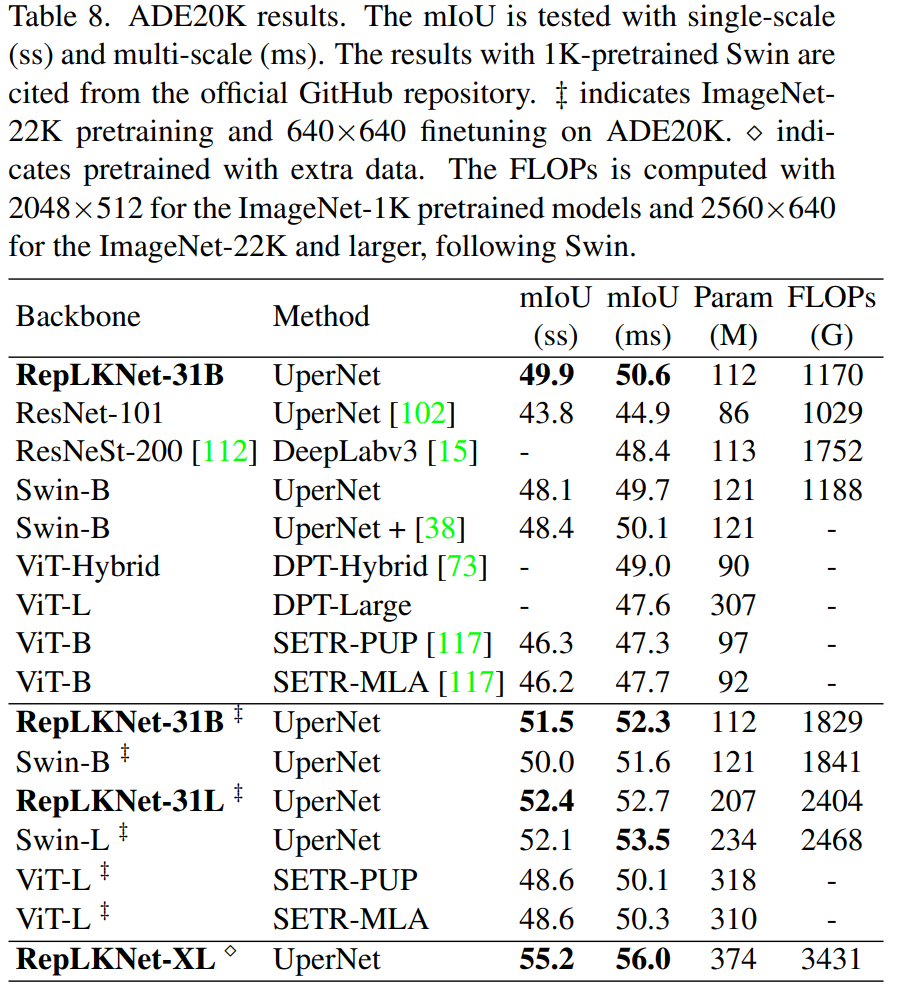 Table 8. ADE20K results. The mIoU is tested with single-scale
(ss) and multi-scale (ms). The results with 1K-pretrained Swin are
cited from the official GitHub repository. ‡ indicates ImageNet-
22K pretraining and 640×640 finetuning on ADE20K. ⋄ indi-
cates pretrained with extra data. The FLOPs is computed with
2048×512 for the ImageNet-1K pretrained models and 2560×640
for the ImageNet-22K and larger, following Swin.
Backbone Method mIoU (ss) mIoU (ms) Param (M) FLOPs (G)
RepLKNet-31B UperNet 49.9 50.6 112 1170
ResNet-101 UperNet [102] 43.8 44.9 86 1029
ResNeSt-200 [112] DeepLabv3 [15] - 48.4 113 1752
Swin-B UperNet 48.1 49.7 121 1188
Swin-B UperNet + [38] 48.4 50.1 121 -
ViT-Hybrid DPT-Hybrid [73] - 49.0 90 -
ViT-L DPT-Large - 47.6 307 -
ViT-B SETR-PUP [117] 46.3 47.3 97 -
ViT-B SETR-MLA [117] 46.2 47.7 92 -
RepLKNet-31B ‡ UperNet 51.5 52.3 112 1829
Swin-B ‡ UperNet 50.0 51.6 121 1841
RepLKNet-31L ‡ UperNet 52.4 52.7 207 2404
Swin-L ‡ UperNet 52.1 53.5 234 2468
ViT-L ‡ SETR-PUP 48.6 50.1 318 -
ViT-L ‡ SETR-MLA 48.6 50.3 310 -
RepLKNet-XL ⋄ UperNet 55.2 56.0 374 3431